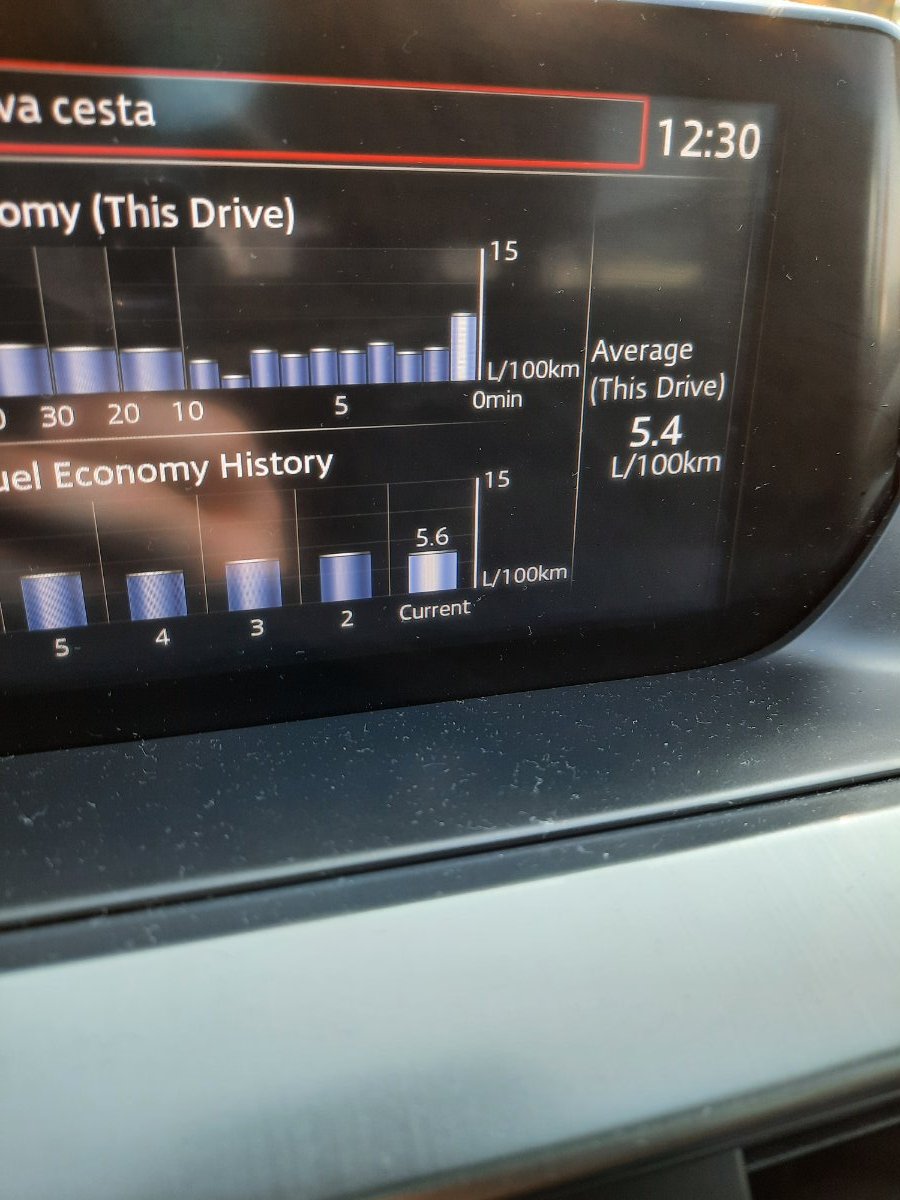 va cesta
12:30
omy (This Drive)
15
L/100km
30 20 10 5 0min
Average
(This Drive)
5.4
L/100km
uel Economy History
15
5.6
L/100km
5 4 3 2 Current